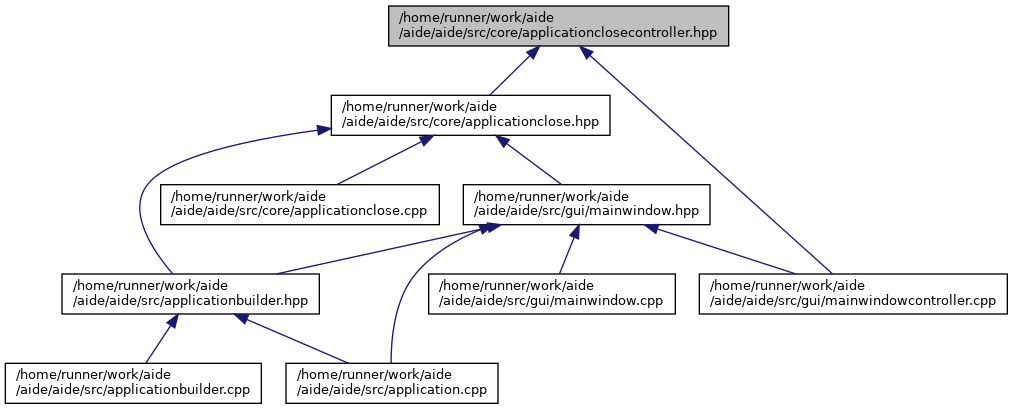 /home/runner/work/aide
/aide/aide/src/core/applicationclosecontroller.hpp
/home/runner/work/aide
/aide/aide/src/core/applicationclose.hpp
/home/runner/work/aide
/aide/aide/src/core/applicationclose.cpp
/home/runner/work/aide
/aide/aide/src/gui/mainwindow.hpp
/home/runner/work/aide
/aide/aide/src/applicationbuilder.hpp
/home/runner/work/aide
/aide/aide/src/gui/mainwindow.cpp
/home/runner/work/aide
/aide/aide/src/gui/mainwindowcontroller.cpp
/home/runner/work/aide
/aide/aide/src/applicationbuilder.cpp
/home/runner/work/aide
/aide/aide/src/application.cpp